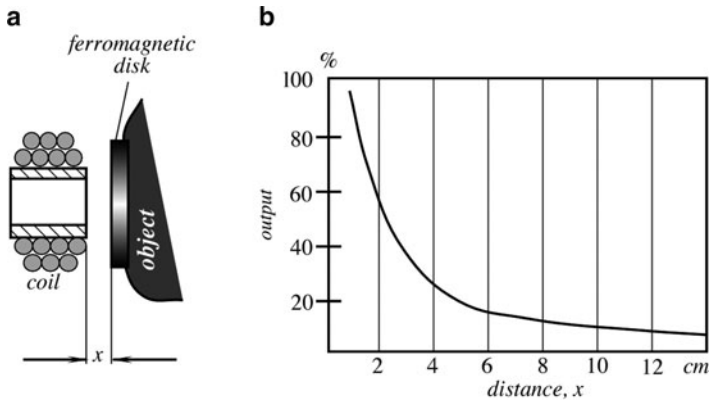 a
ferromagnetic
disk
object
coil
x
b
%
100
80
60
40
20
output
2 4 6 8 10 12 cm
distance, x